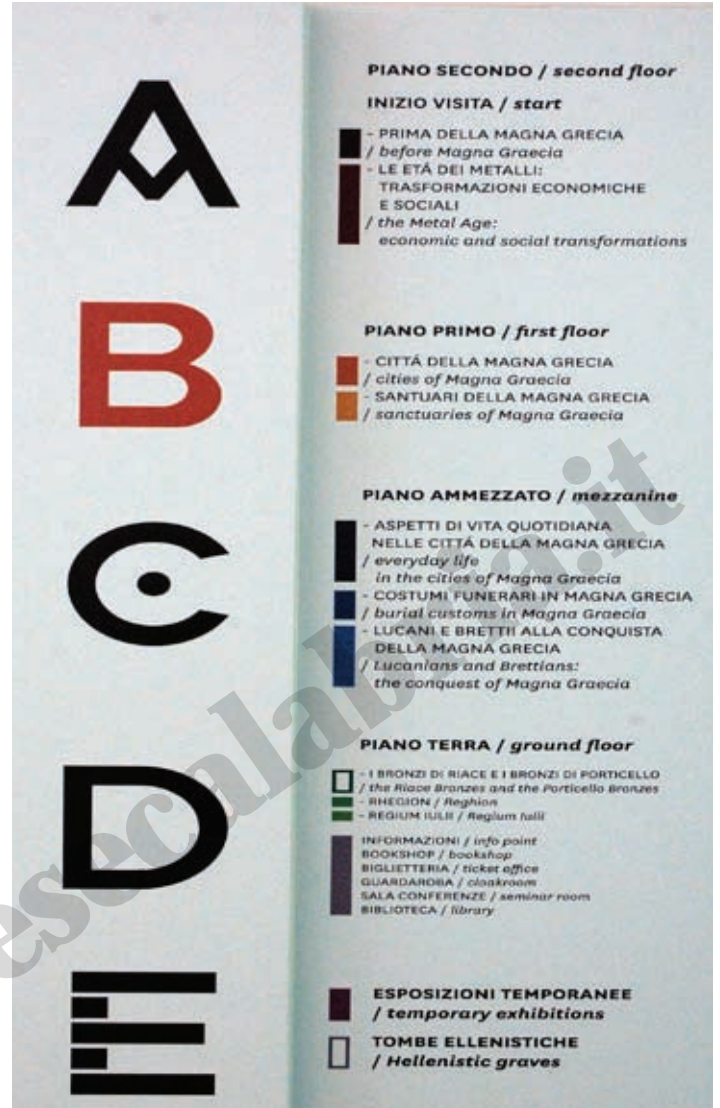 A
PIANO SECONDO / second floor
INIZIO VISITA / start
- PRIMA DELLA MAGNA GRECIA
/ before Magna Graecia
- LE ETÁ DEI METALLI:
TRASFORMAZIONI ECONOMICHE
E SOCIALI
/ the Metal Age:
economic and social transformations
B
PIANO PRIMO / first floor
- CITTÁ DELLA MAGNA GRECIA
/ cities of Magna Graecia
- SANTUARI DELLA MAGNA GRECIA
/ sanctuaries of Magna Graecia
C
PIANO AMMEZZATO / mezzanine
- ASPETTI DI VITA QUOTIDIANA
NELLE CITTÁ DELLA MAGNA GRECIA
/ everyday life
in the cities of Magna Graecia
- COSTUMI FUNERARI IN MAGNA GRECIA
/ burial customs in Magna Graecia
- LUCANI E BRETTII ALLA CONQUISTA
DELLA MAGNA GRECIA
/ Lucanians and Brettians:
the conquest of Magna Graecia
D
PIANO TERRA / ground floor
- I BRONZI DI RIACE E I BRONZI DI PORTICELLO
/ the Riace Bronzes and the Porticello Bronzes
- RHEGION / Reghion
- REGIUM IULII / Regium Iulii
INFORMAZIONI / info point
BOOKSHOP / bookshop
BIGLIETTERIA / ticket office
GUARDAROBA / cloakroom
SALA CONFERENZE / seminar room
BIBLIOTECA / library
E
ESPOSIZIONI TEMPORANEE
/ temporary exhibitions
TOMBE ELLENISTICHE
/ Hellenistic graves
esecalabria.it